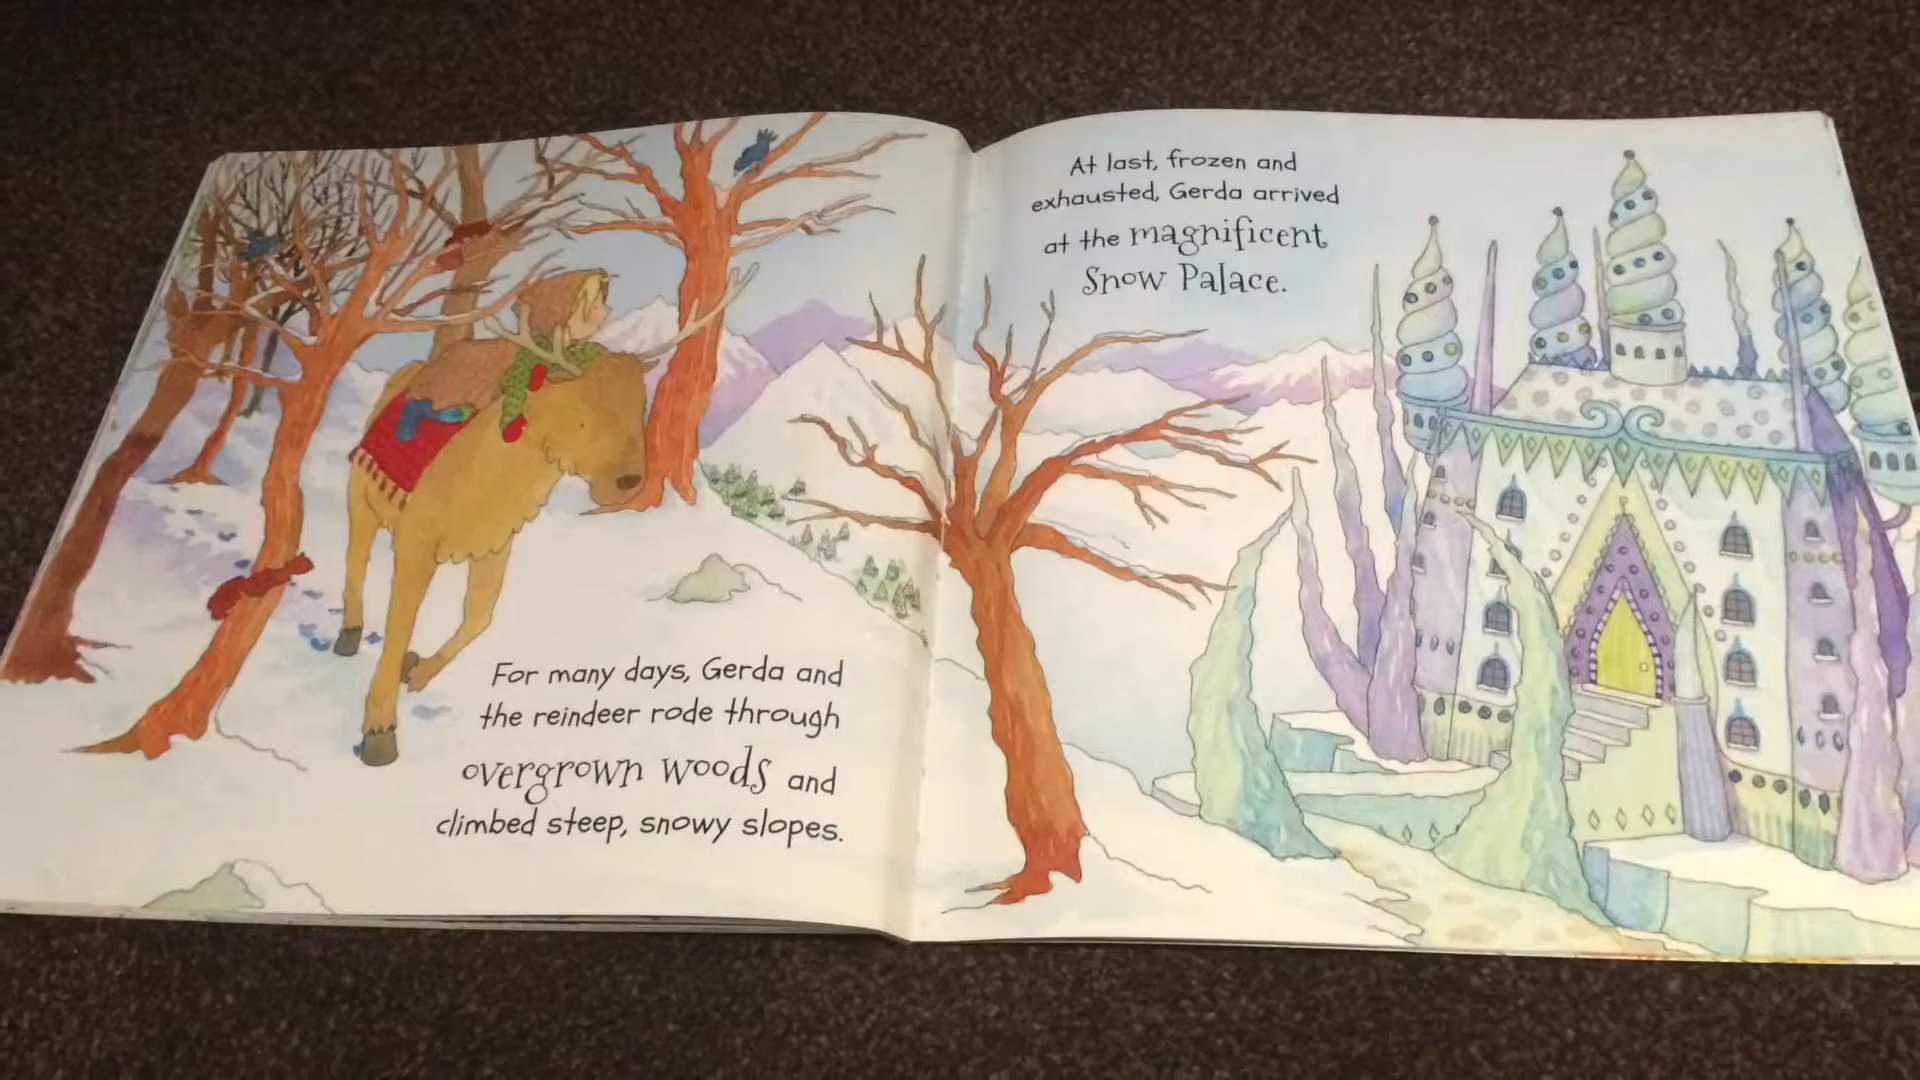 For many days, Gerda and
the reindeer rode through
overgrown woods and
climbed steep, snowy slopes.
At last, frozen and
exhausted, Gerda arrived
at the magnificent
Snow Palace.